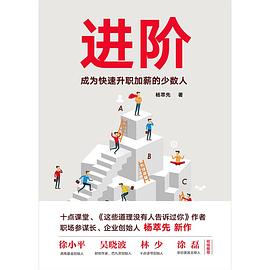 进阶
成为快速升职加薪的少数人
杨萃先 著
十点课堂、《这些道理没有人告诉过你》作者
职场参谋长、企业创始人 杨萃先 新作
徐小平 吴晓波 林少 徐磊